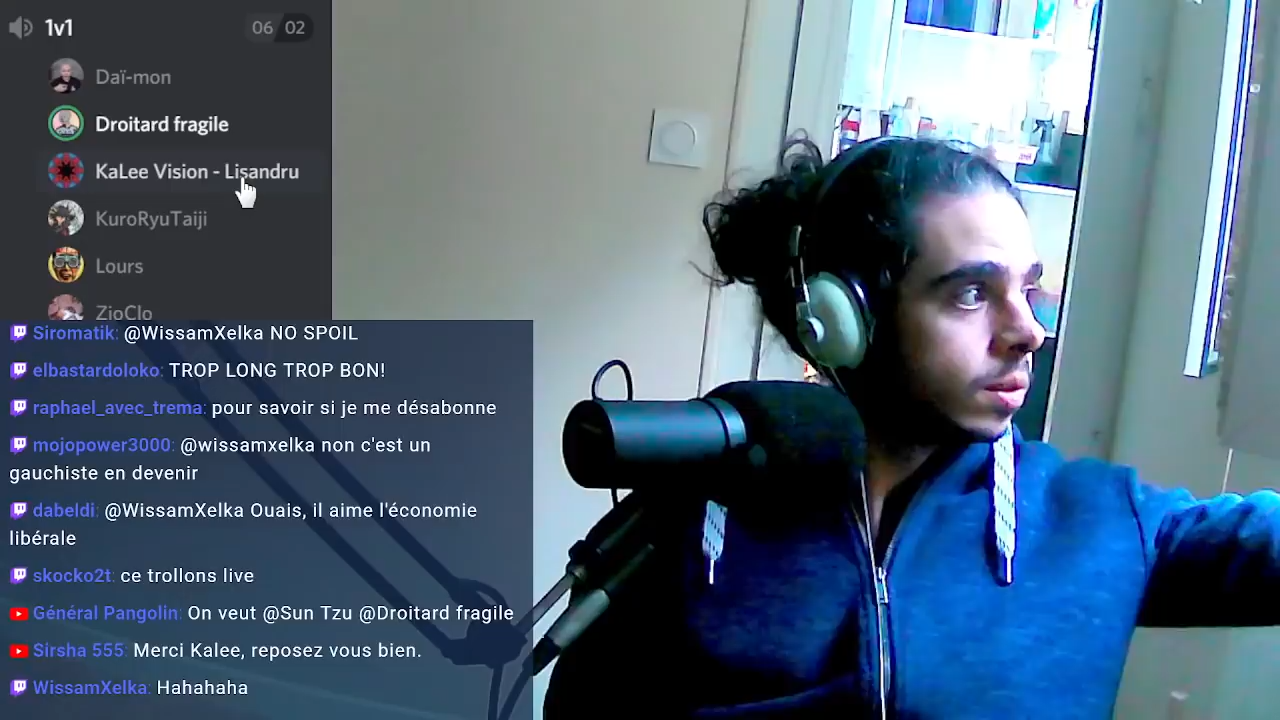 1v1 06 02
Daï-mon
Droitard fragile
KaLee Vision - Lisandru
KuroRyuTaiji
Lours
ZioClo
Siromatik: @WissamXelka NO SPOIL
elbastardoloko: TROP LONG TROP BON!
raphael_avec_trema: pour savoir si je me désabonne
mojopower3000: @wissamxelka non c'est un
gauchiste en devenir
dabeldi: @WissamXelka Ouais, il aime l'économie
libérale
skocko2t: ce trollons live
Général Pangolin: On veut @Sun Tzu @Droitard fragile
Sirsha 555: Merci Kalee, reposez vous bien.
WissamXelka: Hahahaha